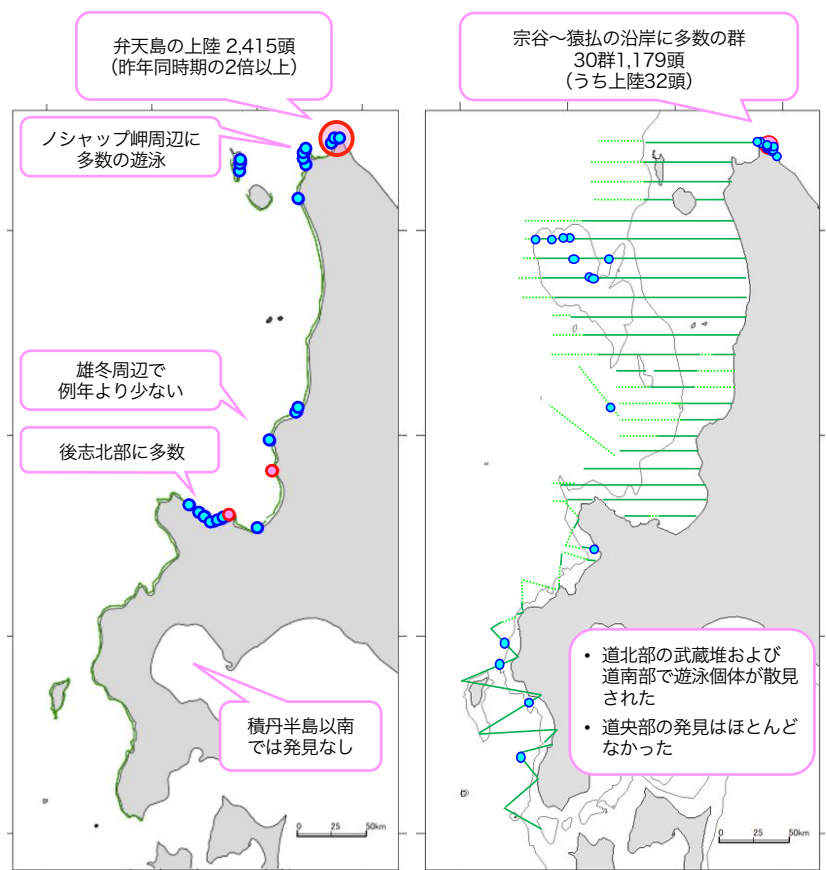 弁天島の上陸 2,415頭
（昨年同時期の2倍以上）
ノシャップ岬周辺に
多数の遊泳
雄冬周辺で
例年より少ない
後志北部に多数
積丹半島以南
では発見なし
0 25 50km
宗谷～猿払の沿岸に多数の群
30群1,179頭
（うち上陸32頭）
• 道北部の武蔵堆および
道南部で遊泳個体が散見
された
• 道央部の発見はほとんど
なかった
0 25 50km